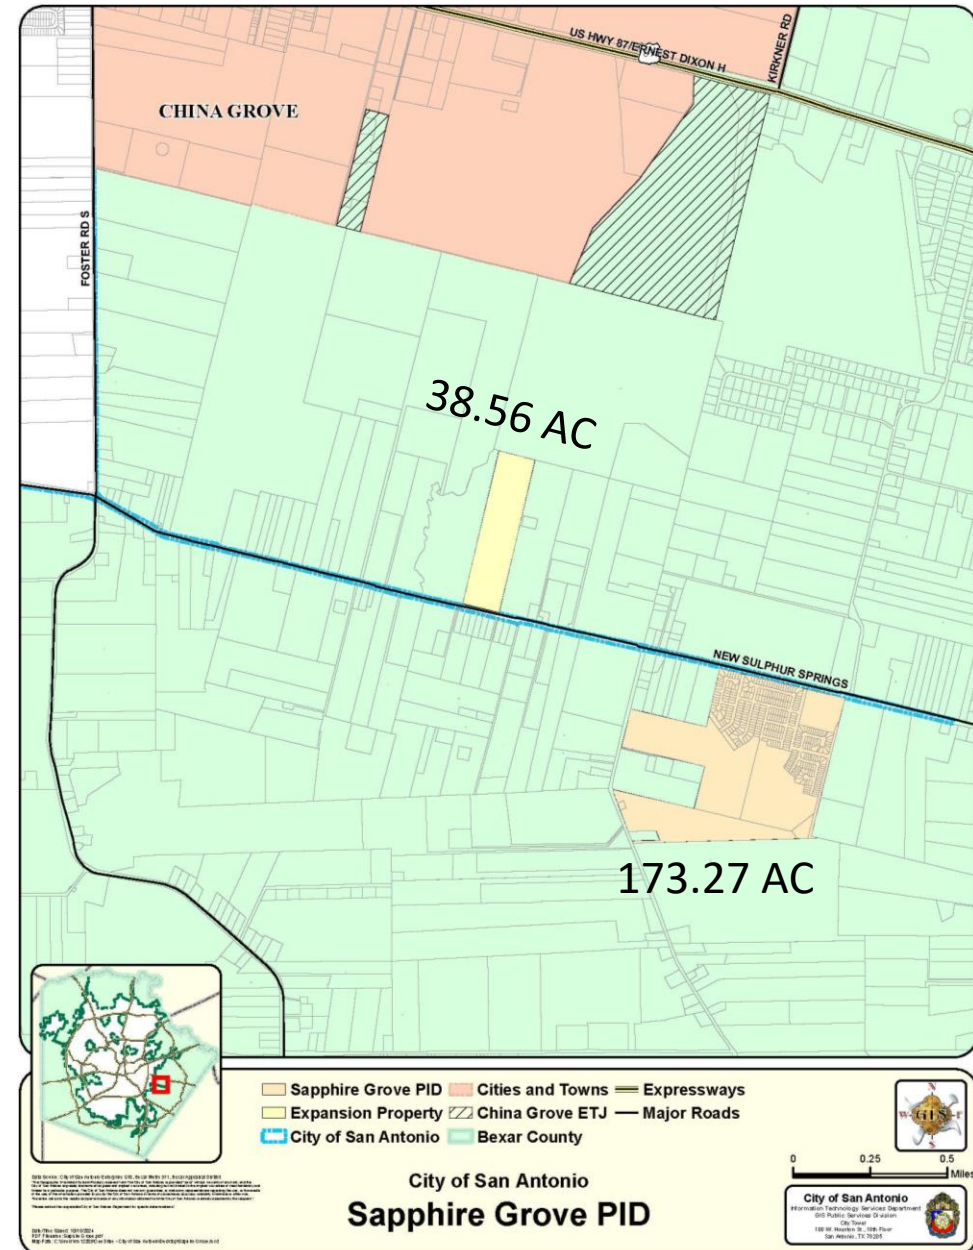 US HWY 87/ERNEST DIXON H
KIRKNER RD
CHINA GROVE
FOSTER RD S
38.56 AC
NEW SULPHUR SPRINGS
173.27 AC
Sapphire Grove PID
Cities and Towns
Expressways
Expansion Property
China Grove ETJ
Major Roads
City of San Antonio
Bexar County
N
W GIS E
S
0 0.25 0.5
Miles
City of San Antonio
Sapphire Grove PID
City of San Antonio
Information Technology Services Department
GIS Public Services Division
City Tower
San Antonio, TX 78205